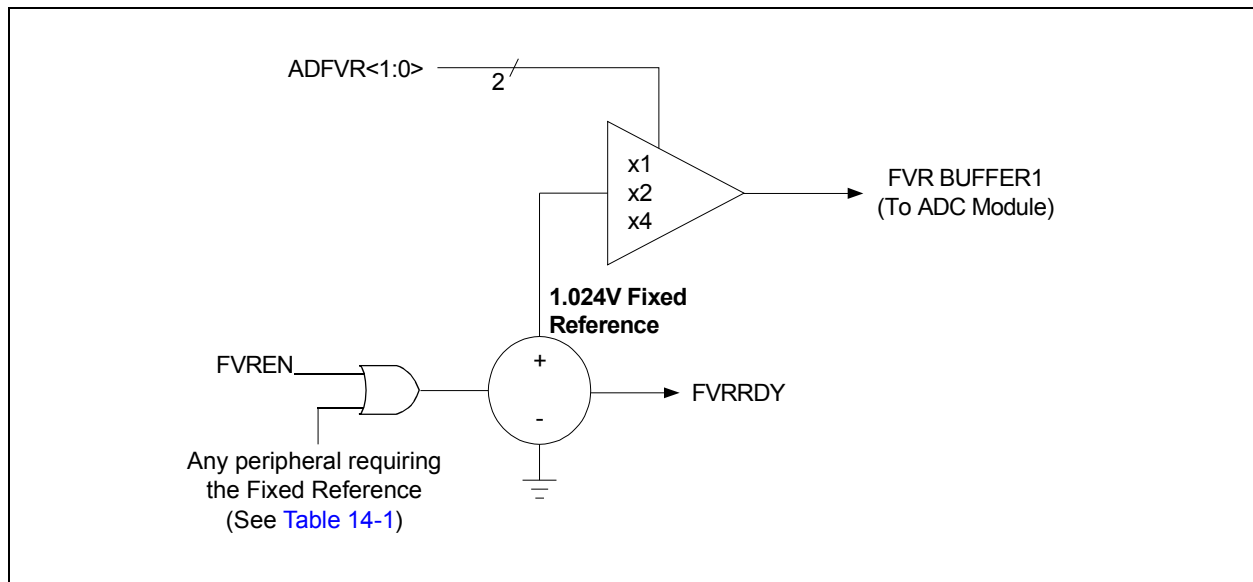 ADFVR<1:0>
2
x1
x2
x4
FVR BUFFER1
(To ADC Module)
1.024V Fixed
Reference
FVREN
+
-
FVRRDY
Any peripheral requiring
the Fixed Reference
(See Table 14-1)